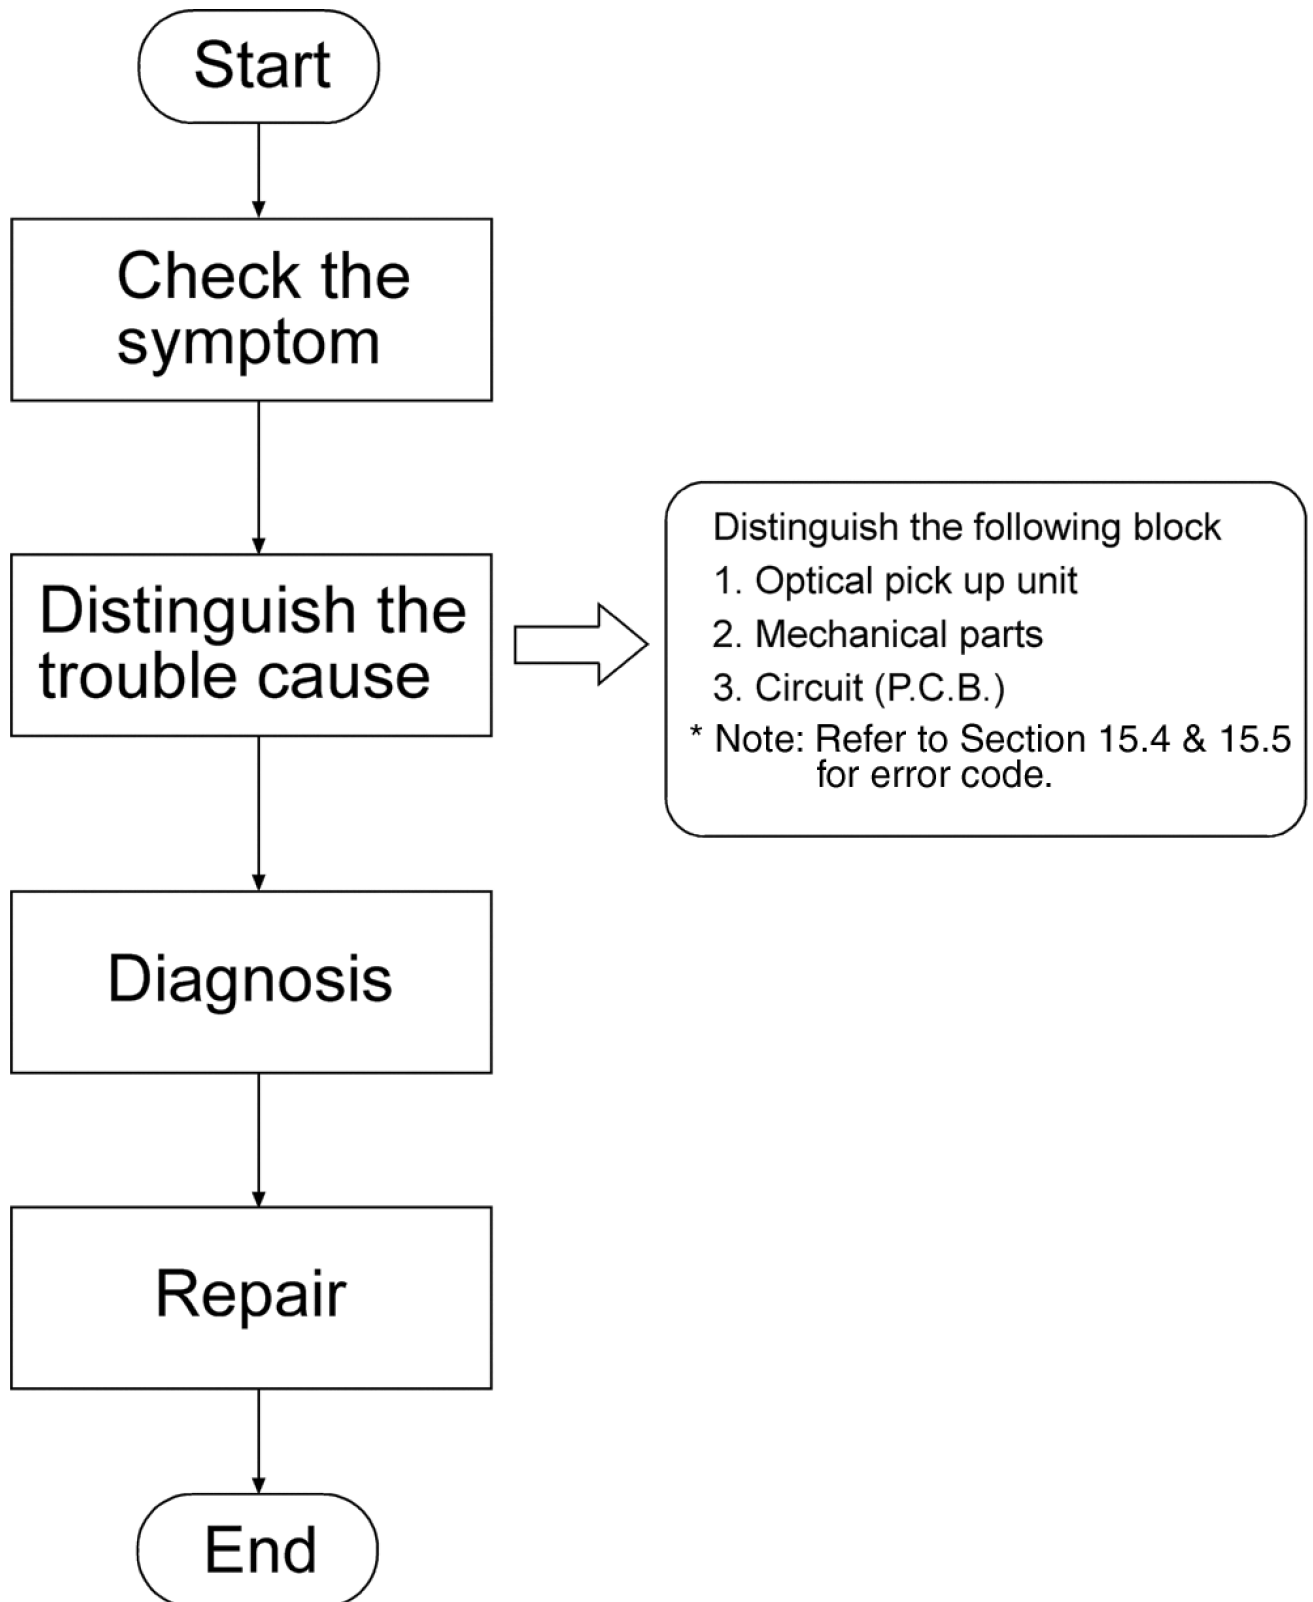 Start
Check the
symptom
Distinguish the
trouble cause
Distinguish the following block
1. Optical pick up unit
2. Mechanical parts
3. Circuit (P.C.B.)
* Note: Refer to Section 15.4 & 15.5
for error code.
Diagnosis
Repair
End